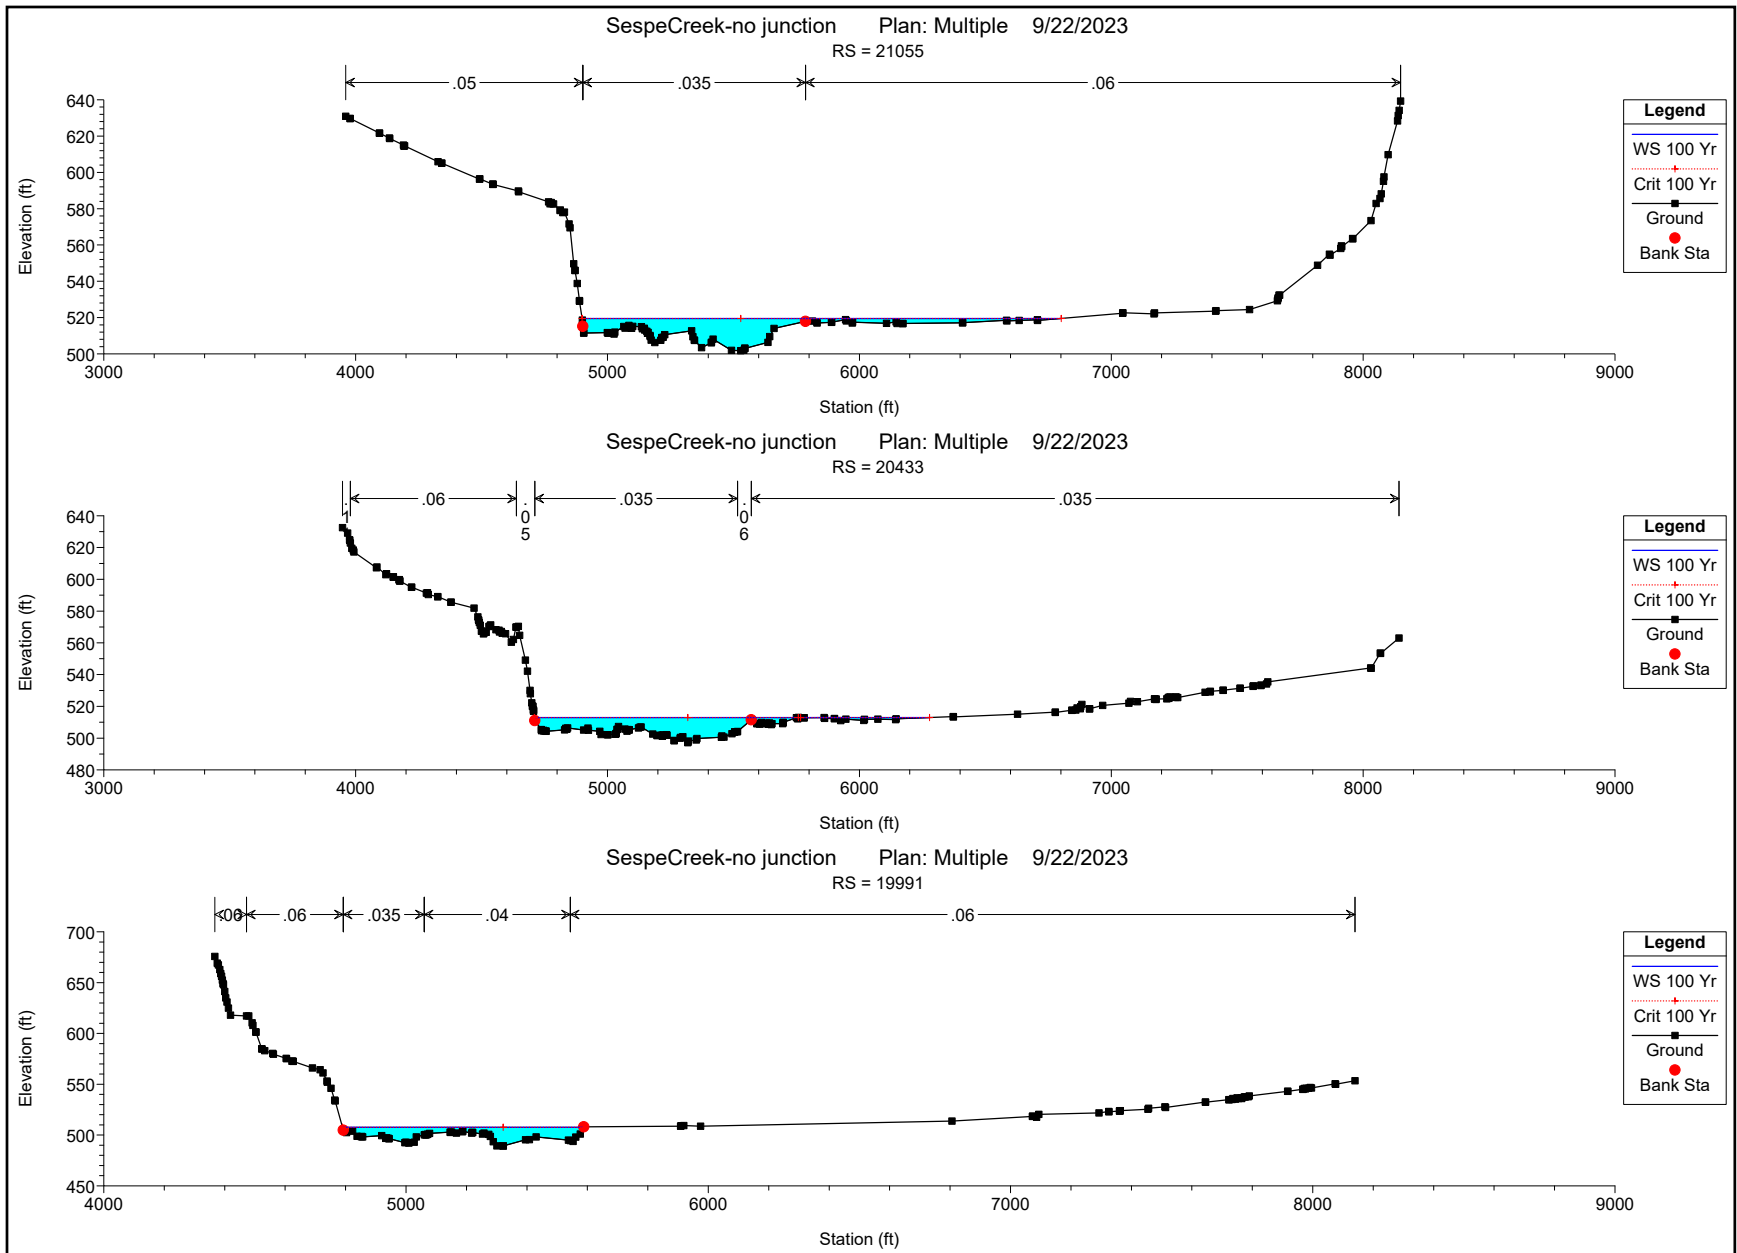 SespeCreek-no junction Plan: Multiple 9/22/2023
RS = 21055
.05 .035 .06
640
620
600
580
560
540
520
500
Elevation (ft)
3000 4000 5000 6000 7000 8000 9000
Station (ft)
Legend
WS 100 Yr
Crit 100 Yr
Ground
Bank Sta
SespeCreek-no junction Plan: Multiple 9/22/2023
RS = 20433
.1 .06 .05 .035 .06 .035
640
620
600
580
560
540
520
500
480
Elevation (ft)
3000 4000 5000 6000 7000 8000 9000
Station (ft)
Legend
WS 100 Yr
Crit 100 Yr
Ground
Bank Sta
SespeCreek-no junction Plan: Multiple 9/22/2023
RS = 19991
.06 .035 .04 .06
700
650
600
550
500
450
Elevation (ft)
4000 5000 6000 7000 8000 9000
Station (ft)
Legend
WS 100 Yr
Crit 100 Yr
Ground
Bank Sta